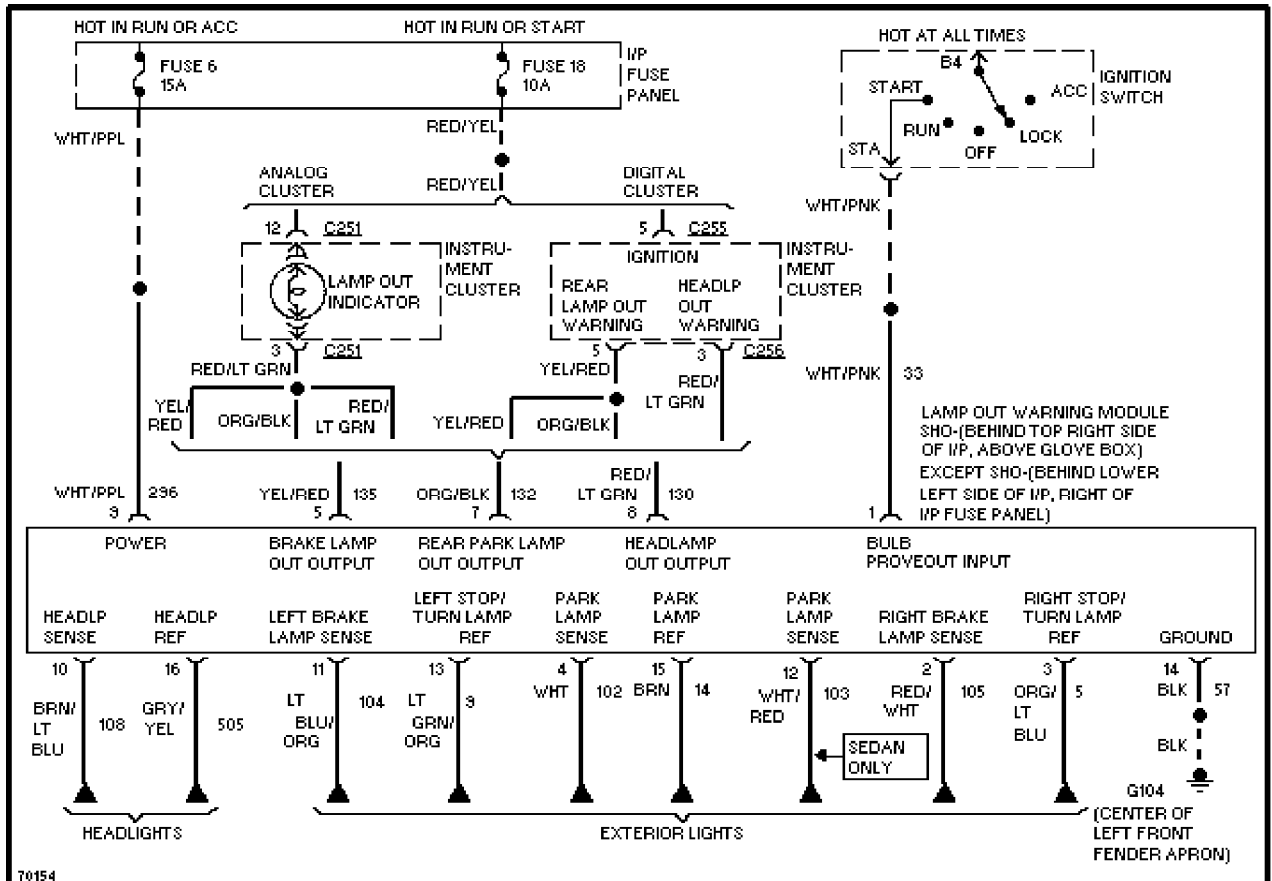 HOT IN RUN OR ACC
HOT IN RUN OR START
HOT AT ALL TIMES
FUSE 6
15A
FUSE 18
10A
I/P
FUSE
PANEL
B4
START
ACC
RUN
OFF
LOCK
STA
IGNITION
SWITCH
WHT/PPL
RED/YEL
RED/YEL
WHT/PNK
ANALOG
CLUSTER
DIGITAL
CLUSTER
12 C251
5 C255
LAMP OUT
INDICATOR
INSTRU-
MENT
CLUSTER
IGNITION
REAR
LAMP OUT
WARNING
HEADLP
OUT
WARNING
INSTRU-
MENT
CLUSTER
3 C251
5
3 C256
RED/LT GRN
YEL/RED
RED/
LT GRN
WHT/PNK 33
YEL/
RED
ORG/BLK
RED/
LT GRN
YEL/RED
ORG/BLK
LAMP OUT WARNING MODULE
SHO-(BEHIND TOP RIGHT SIDE
OF I/P, ABOVE GLOVE BOX)
EXCEPT SHO-(BEHIND LOWER
LEFT SIDE OF I/P, RIGHT OF
I/P FUSE PANEL)
WHT/PPL 296
9
YEL/RED 135
5
ORG/BLK 132
7
RED/
LT GRN 130
8
1
POWER
BRAKE LAMP
OUT OUTPUT
REAR PARK LAMP
OUT OUTPUT
HEADLAMP
OUT OUTPUT
BULB
PROVEOUT INPUT
HEADLP
SENSE
HEADLP
REF
LEFT BRAKE
LAMP SENSE
LEFT STOP/
TURN LAMP
REF
PARK
LAMP
SENSE
PARK
LAMP
REF
PARK
LAMP
SENSE
RIGHT BRAKE
LAMP SENSE
RIGHT STOP/
TURN LAMP
REF
GROUND
10
BRN/
LT
BLU
108
16
GRY/
YEL
505
11
LT
BLU/
ORG
104
13
LT
GRN/
ORG
9
4
WHT 102
15
BRN 14
12
WHT/
RED
103
2
RED/
WHT
105
3
ORG/
LT
BLU
5
14
BLK 57
BLK
SEDAN
ONLY
G104
(CENTER OF
LEFT FRONT
FENDER APRON)
HEADLIGHTS
EXTERIOR LIGHTS
70154